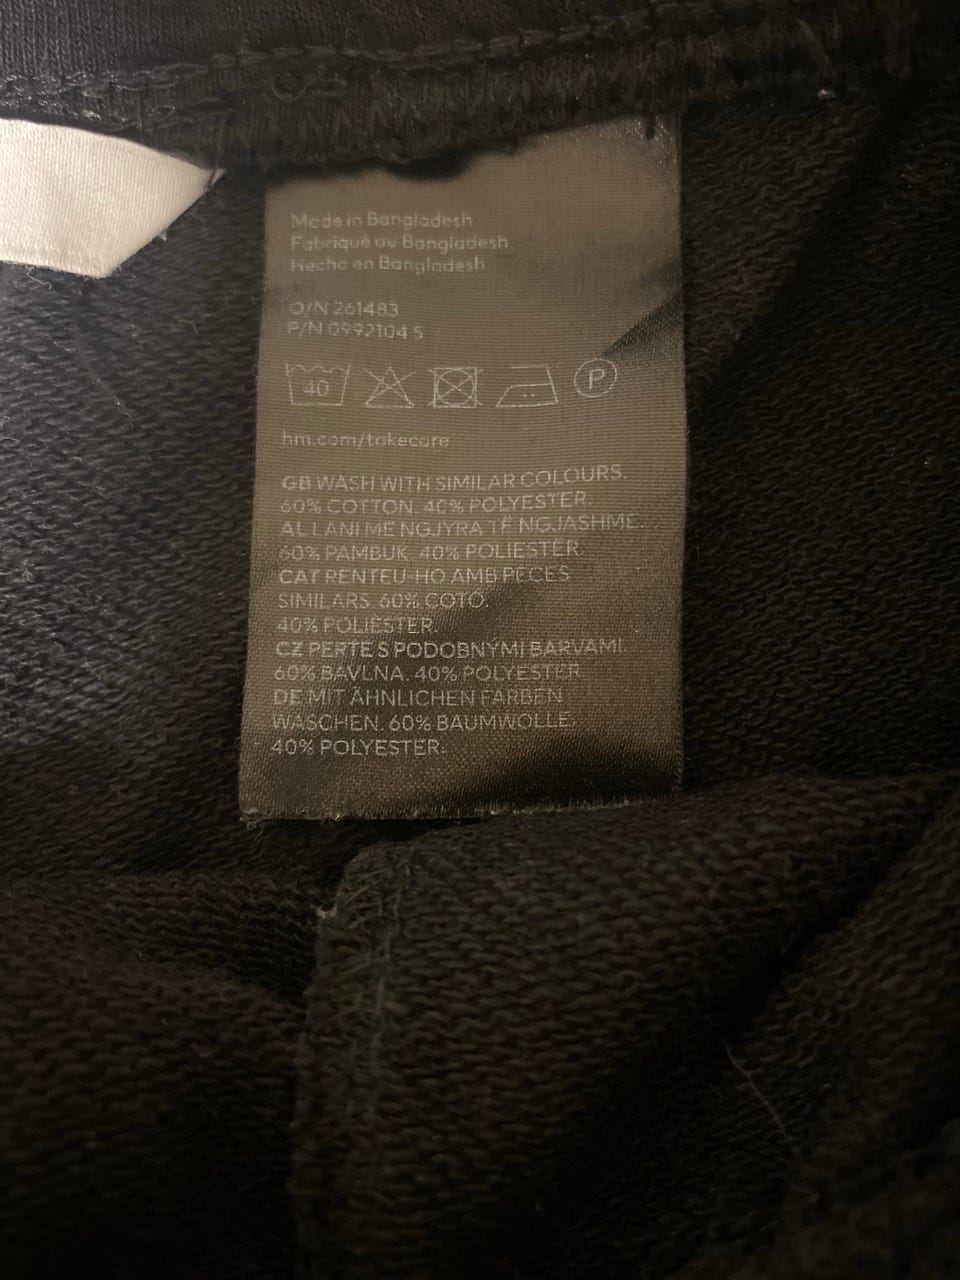 Made in Bangladesh
Fabriqué au Bangladesh
Hecho en Bangladesh
O/N 261483
P/N 0992104 S
40 P
hm.com/takecare
GB WASH WITH SIMILAR COLOURS.
60% COTTON. 40% POLYESTER.
AL LANI ME NGJYRA TË NGJASHME.
60% PAMBUK. 40% POLIESTER.
CAT RENTEU-HO AMB PECES
SIMILARS. 60% COTÓ.
40% POLIÈSTER.
CZ PERTE S PODOBNÝMI BARVAMI.
60% BAVLNA. 40% POLYESTER.
DE MIT ÄHNLICHEN FARBEN
WASCHEN. 60% BAUMWOLLE.
40% POLYESTER.